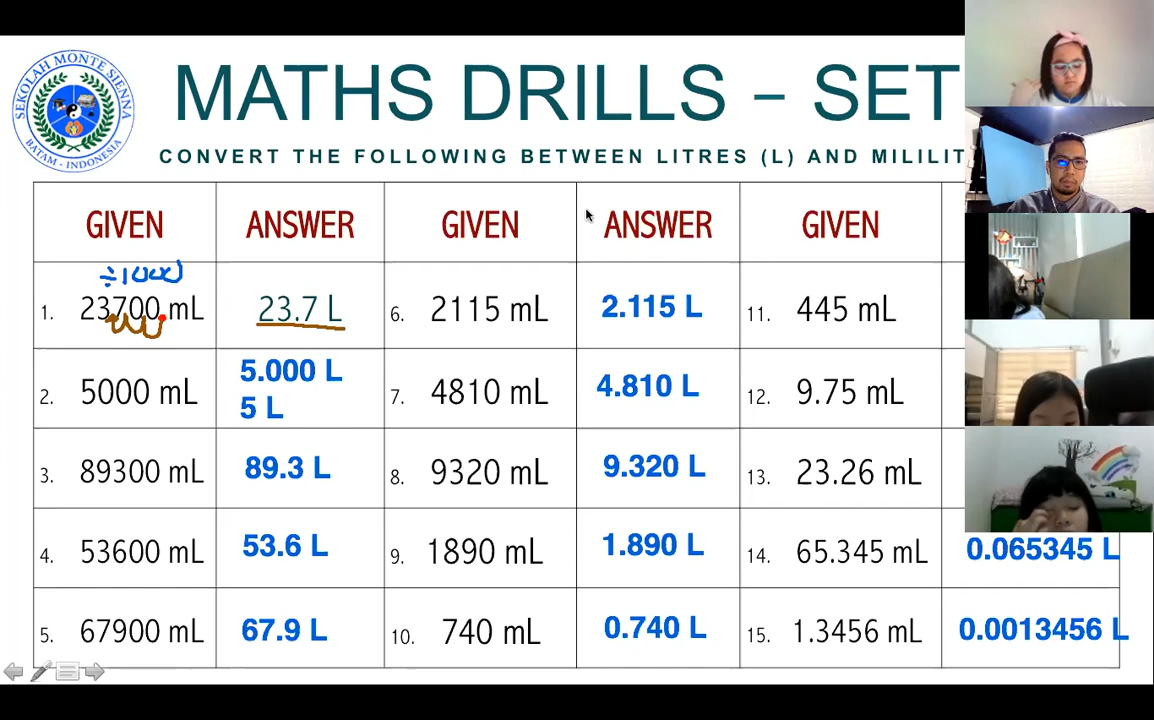 SEKOLAH MONTE SIENNA
BATAM - INDONESIA
MATHS DRILLS – SET
CONVERT THE FOLLOWING BETWEEN LITRES (L) AND MILILIT
GIVEN ANSWER GIVEN ANSWER GIVEN
÷1000
1. 23700 mL 23.7 L 6. 2115 mL 2.115 L 11. 445 mL
2. 5000 mL 5.000 L 7. 4810 mL 4.810 L 12. 9.75 mL
5 L
3. 89300 mL 89.3 L 8. 9320 mL 9.320 L 13. 23.26 mL
4. 53600 mL 53.6 L 9. 1890 mL 1.890 L 14. 65.345 mL 0.065345 L
5. 67900 mL 67.9 L 10. 740 mL 0.740 L 15. 1.3456 mL 0.0013456 L